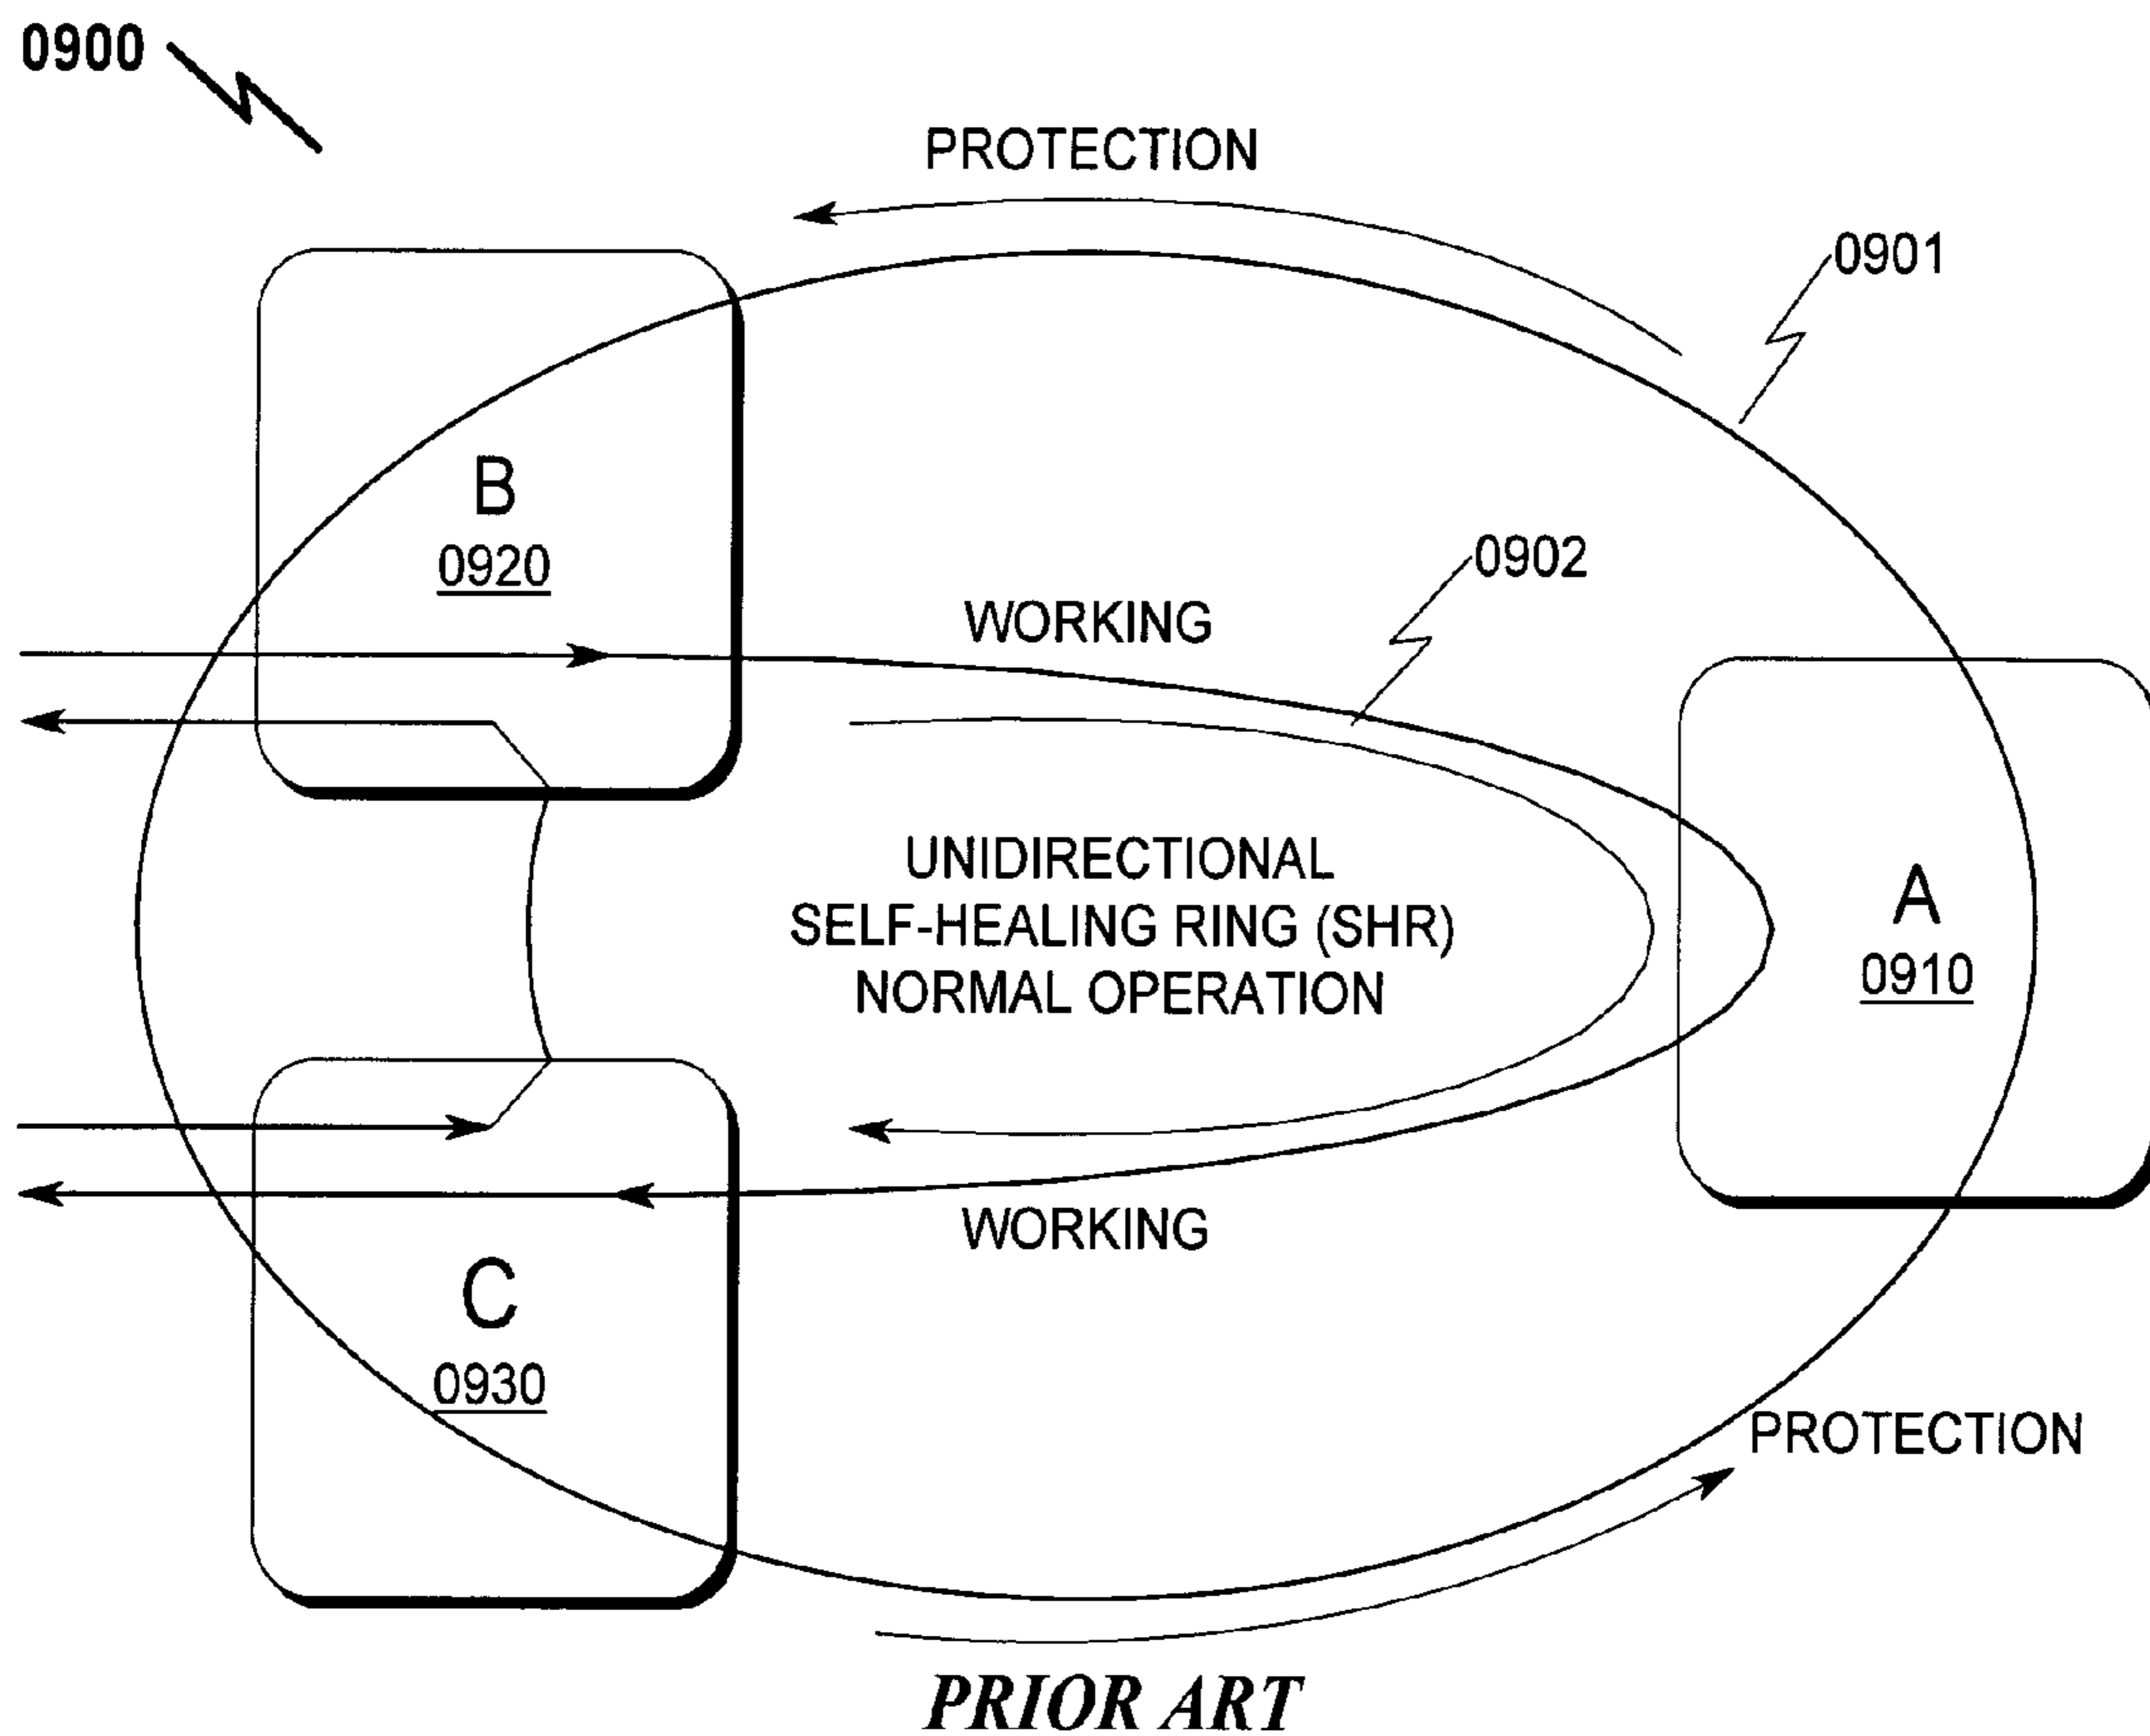 0900
PROTECTION
0901
B
0920
0902
WORKING
UNIDIRECTIONAL
SELF-HEALING RING (SHR)
NORMAL OPERATION
A
0910
WORKING
C
0930
PROTECTION
PRIOR ART